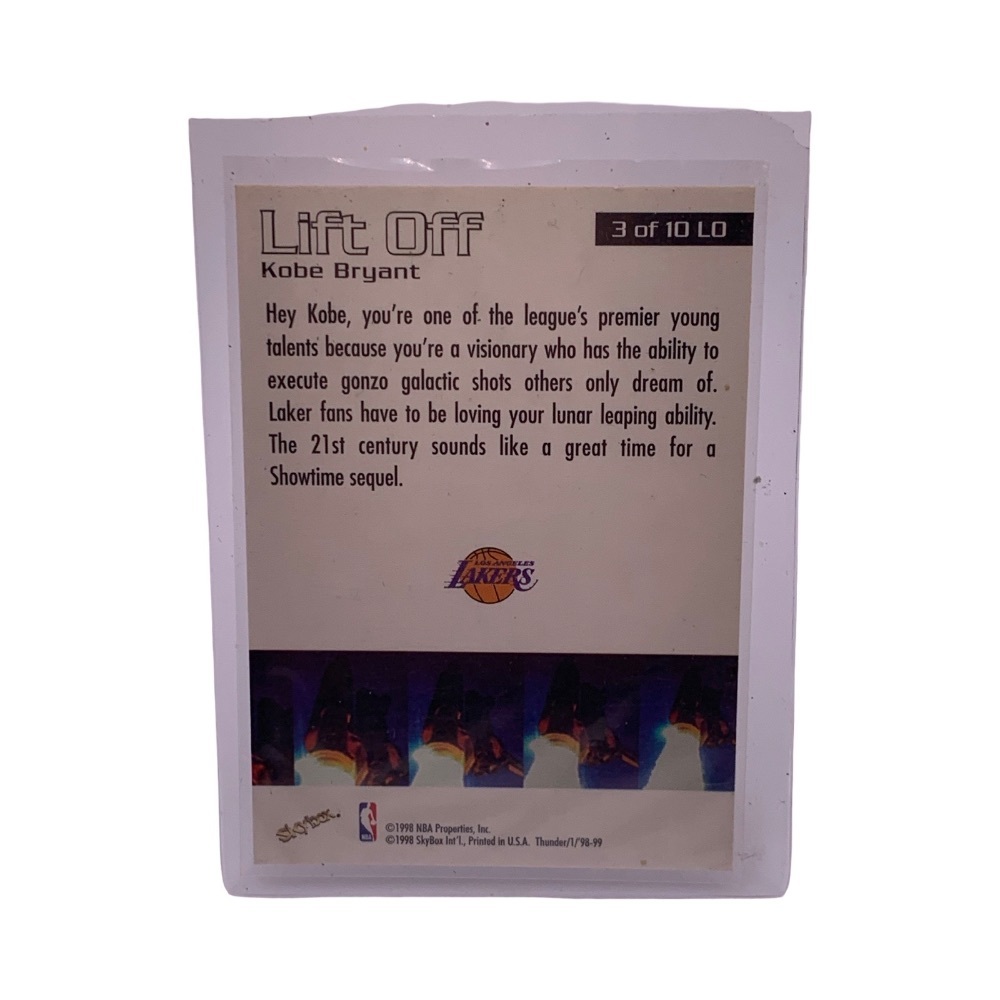 Lift Off
3 of 10 LO
Kobe Bryant
Hey Kobe, you're one of the league's premier young
talents because you're a visionary who has the ability to
execute gonzo galactic shots others only dream of.
Laker fans have to be loving your lunar leaping ability.
The 21st century sounds like a great time for a
Showtime sequel.
LOS ANGELES
LAKERS
SkyBox
NBA
©1998 NBA Properties, Inc.
©1998 SkyBox Int'l., Printed in U.S.A. Thunder/1/'98-99